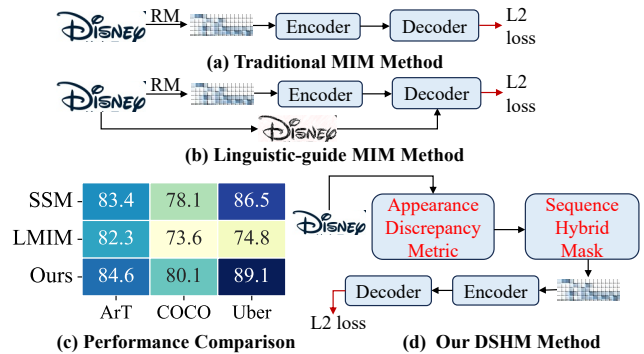 DISNEY RM Encoder Decoder L2 loss
(a) Traditional MIM Method
DISNEY RM Encoder Decoder L2 loss
DISNEY
(b) Linguistic-guide MIM Method
SSM 83.4 78.1 86.5
LMIM 82.3 73.6 74.8
Ours 84.6 80.1 89.1
ArT COCO Uber
(c) Performance Comparison
DISNEY
Appearance
Discrepancy
Metric
Sequence
Hybrid
Mask
Decoder Encoder
L2 loss
(d) Our DSHM Method